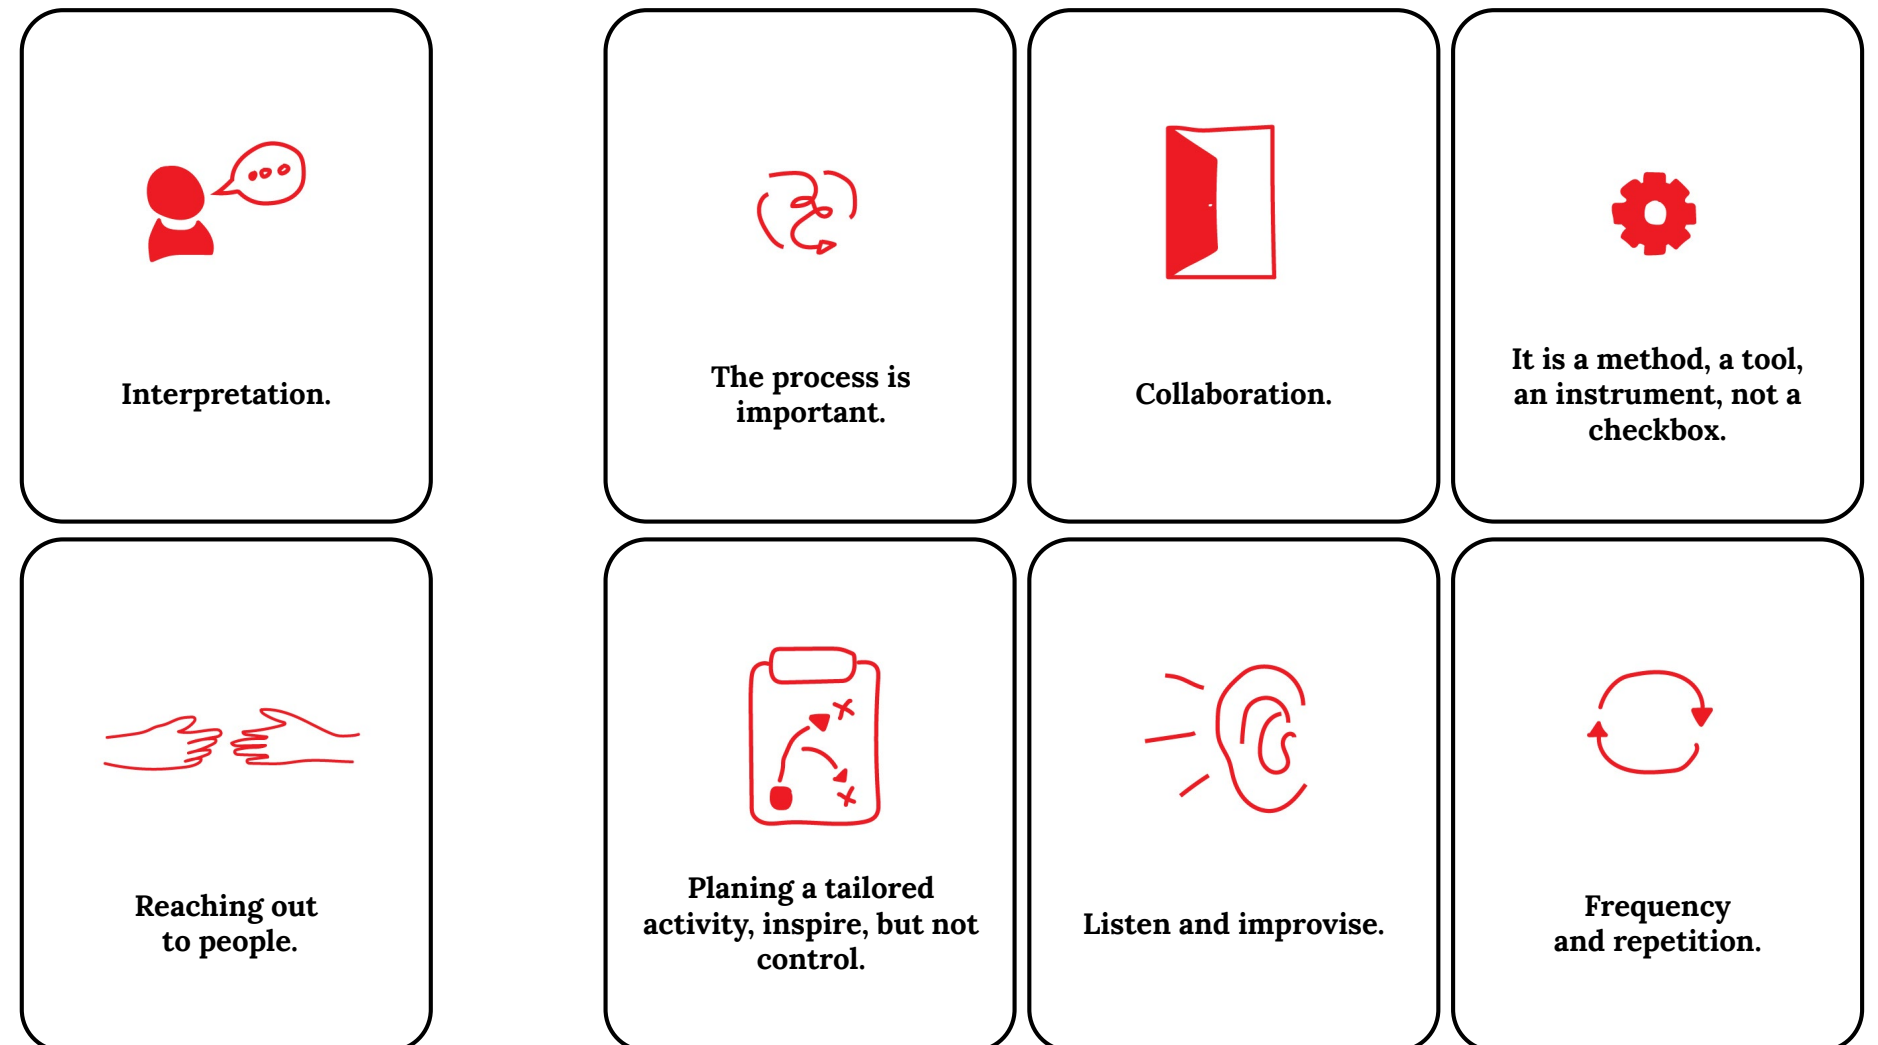 Interpretation.
The process is
important.
Collaboration.
It is a method, a tool,
an instrument, not a
checkbox.
Reaching out
to people.
Planing a tailored
activity, inspire, but not
control.
Listen and improvise.
Frequency
and repetition.